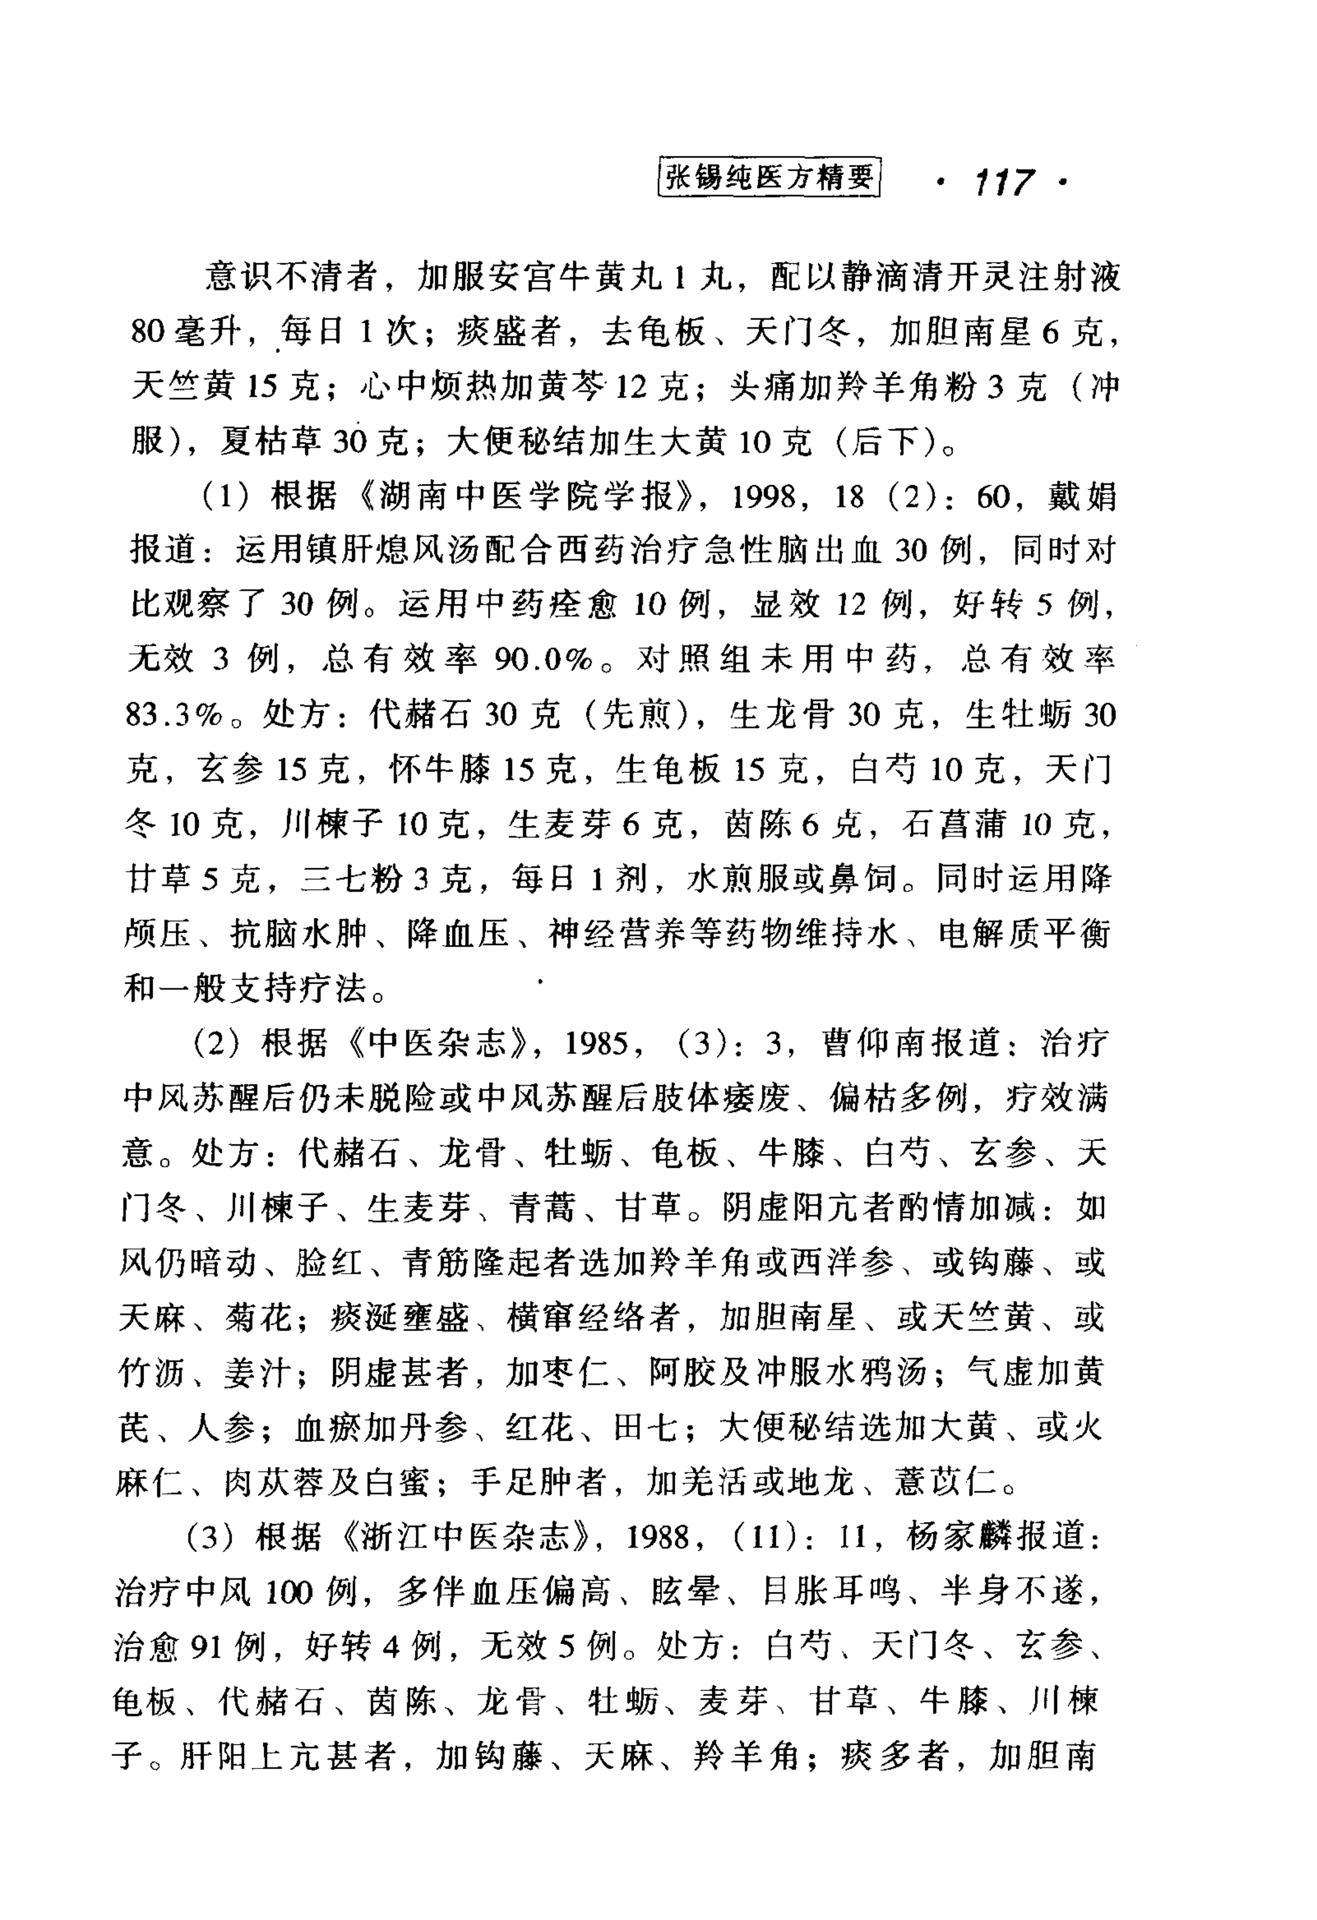 张锡纯医方精要 · 117 ·
意识不清者，加服安宫牛黄丸 1 丸，配以静滴清开灵注射液
80 毫升，每日 1 次；痰盛者，去龟板、天门冬，加胆南星 6 克，
天竺黄 15 克；心中烦热加黄芩 12 克；头痛加羚羊角粉 3 克（冲
服），夏枯草 30 克；大便秘结加生大黄 10 克（后下）。
（1）根据《湖南中医学院学报》，1998，18（2）：60，戴娟
报道：运用镇肝熄风汤配合西药治疗急性脑出血 30 例，同时对
比观察了 30 例。运用中药痊愈 10 例，显效 12 例，好转 5 例，
无效 3 例，总有效率 90.0%。对照组未用中药，总有效率
83.3%。处方：代赭石 30 克（先煎），生龙骨 30 克，生牡蛎 30
克，玄参 15 克，怀牛膝 15 克，生龟板 15 克，白芍 10 克，天门
冬 10 克，川楝子 10 克，生麦芽 6 克，茵陈 6 克，石菖蒲 10 克，
甘草 5 克，三七粉 3 克，每日 1 剂，水煎服或鼻饲。同时运用降
颅压、抗脑水肿、降血压、神经营养等药物维持水、电解质平衡
和一般支持疗法。
（2）根据《中医杂志》，1985，（3）：3，曹仰南报道：治疗
中风苏醒后仍未脱险或中风苏醒后肢体痿废、偏枯多例，疗效满
意。处方：代赭石、龙骨、牡蛎、龟板、牛膝、白芍、玄参、天
门冬、川楝子、生麦芽、青蒿、甘草。阴虚阳亢者酌情加减：如
风仍暗动、脸红、青筋隆起者选加羚羊角或西洋参、或钩藤、或
天麻、菊花；痰涎壅盛、横窜经络者，加胆南星、或天竺黄、或
竹沥、姜汁；阴虚甚者，加枣仁、阿胶及冲服水鸦汤；气虚加黄
芪、人参；血瘀加丹参、红花、田七；大便秘结选加大黄、或火
麻仁、肉苁蓉及白蜜；手足肿者，加羌活或地龙、薏苡仁。
（3）根据《浙江中医杂志》，1988，（11）：11，杨家麟报道：
治疗中风 100 例，多伴血压偏高、眩晕、目胀耳鸣、半身不遂，
治愈 91 例，好转 4 例，无效 5 例。处方：白芍、天门冬、玄参、
龟板、代赭石、茵陈、龙骨、牡蛎、麦芽、甘草、牛膝、川楝
子。肝阳上亢甚者，加钩藤、天麻、羚羊角；痰多者，加胆南